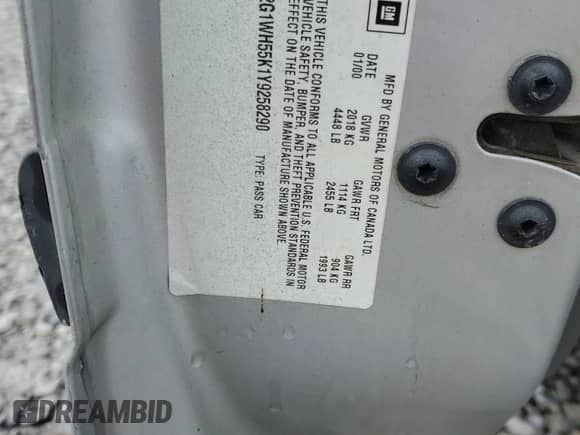 GM
MFD BY GENERAL MOTORS OF CANADA LTD.
DATE GVWR GAWR FRT GAWR RR
01/00 2018 KG 1114 KG 904 KG
4448 LB 2455 LB 1993 LB
THIS VEHICLE CONFORMS TO ALL APPLICABLE U.S. FEDERAL MOTOR
VEHICLE SAFETY, BUMPER, AND THEFT PREVENTION STANDARDS IN
EFFECT ON THE DATE OF MANUFACTURE SHOWN ABOVE.
2G1WH55K1Y9258290 TYPE: PASS CAR
DREAMBID